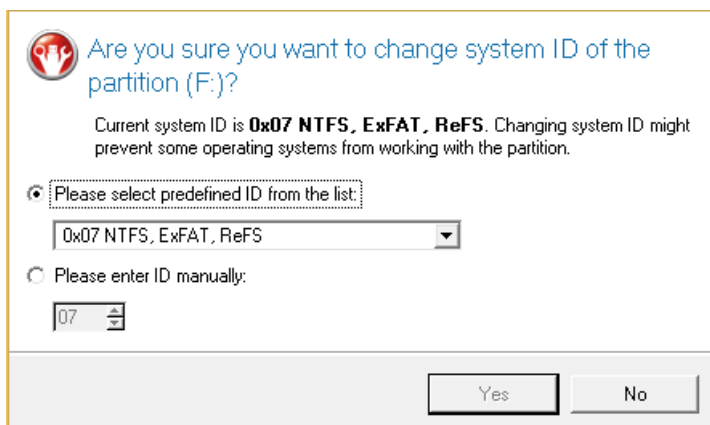 Are you sure you want to change system ID of the
partition (F:)?
Current system ID is 0x07 NTFS, ExFAT, ReFS. Changing system ID might
prevent some operating systems from working with the partition.
Please select predefined ID from the list:
0x07 NTFS, ExFAT, ReFS
Please enter ID manually:
07
Yes
No